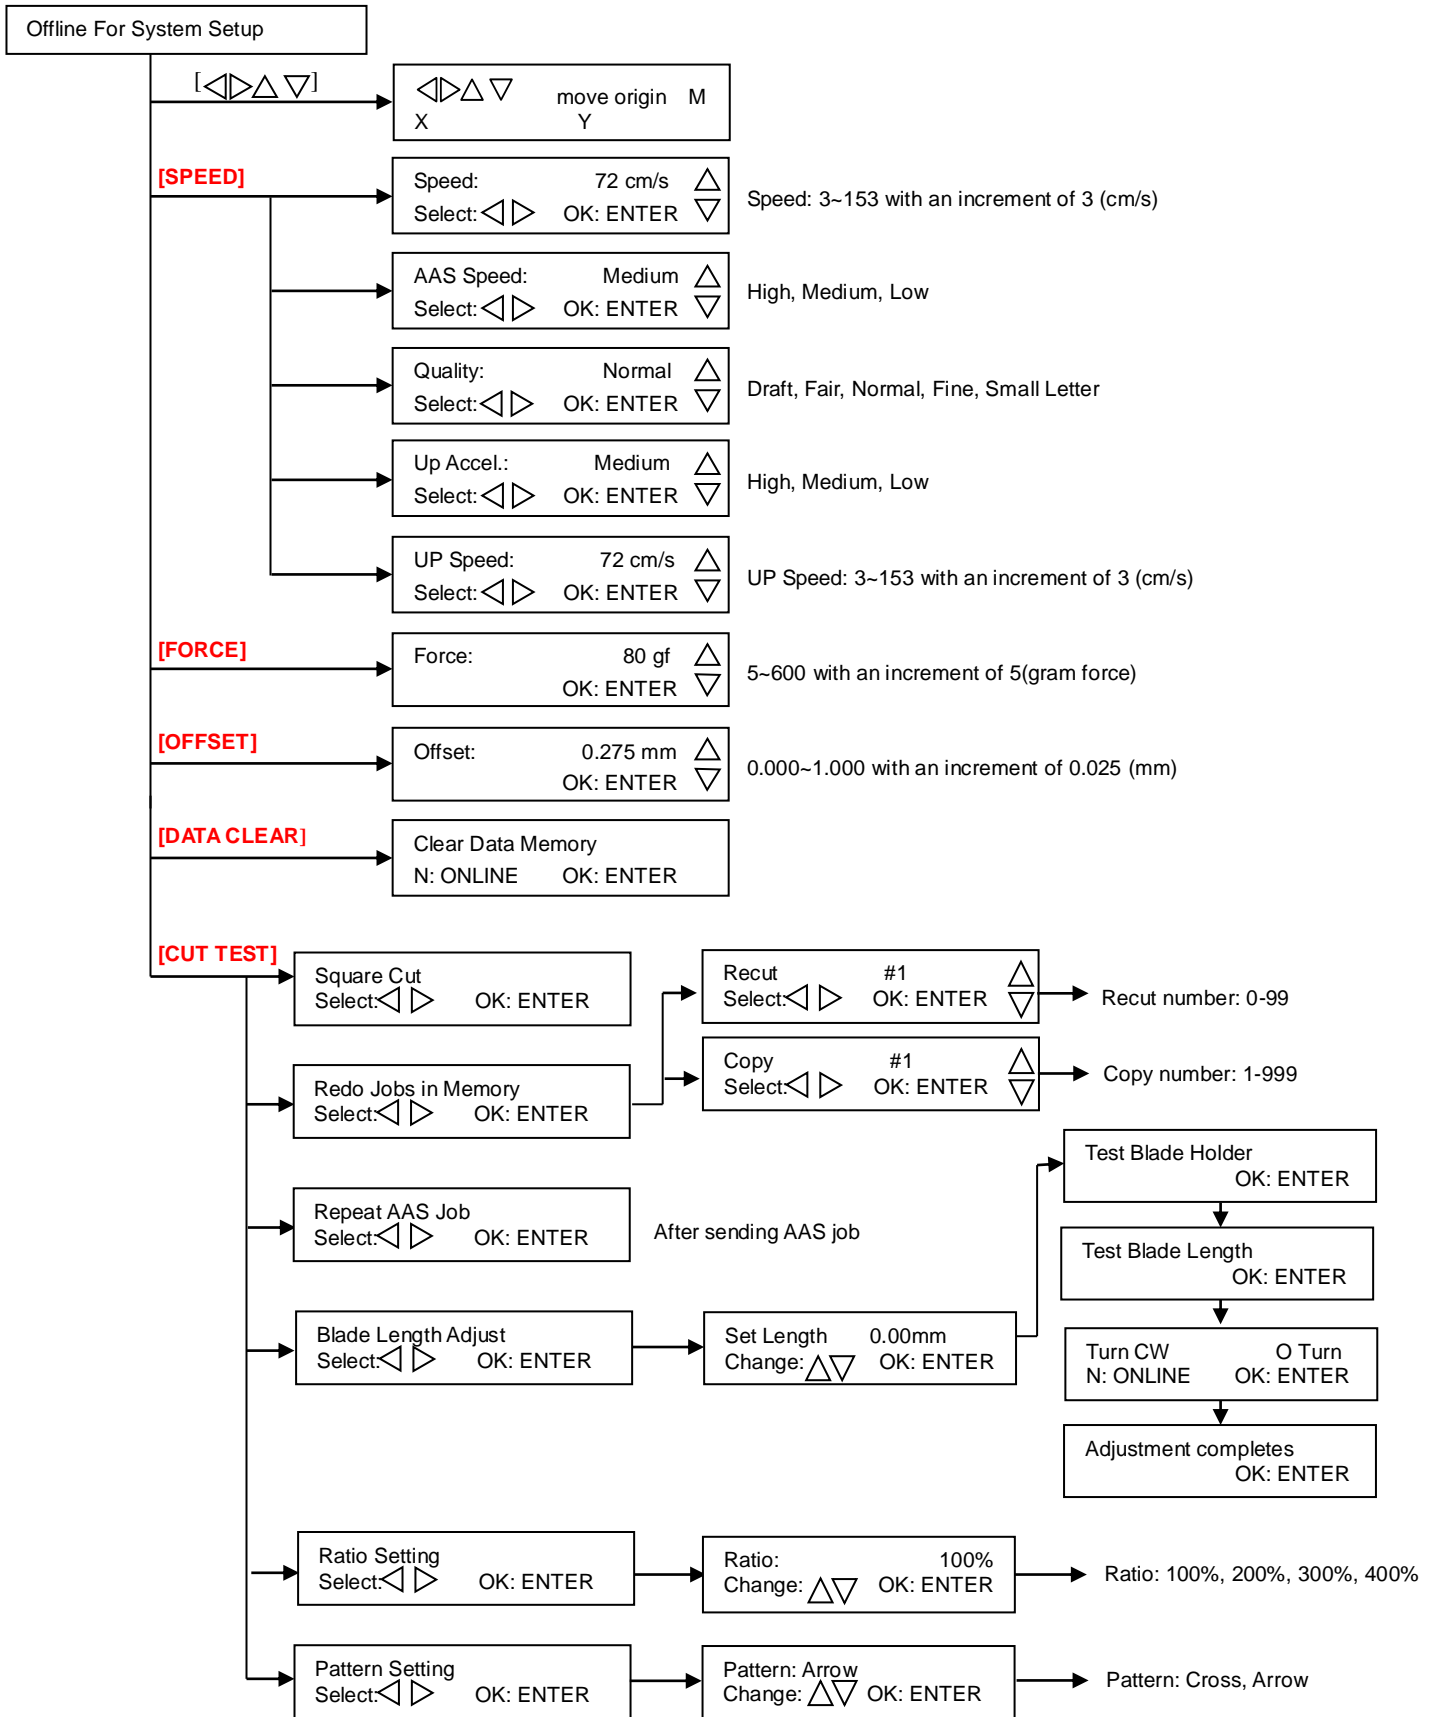 Offline For System Setup
[◁▷△▽]
◁▷△▽ move origin M
X Y
[SPEED]
Speed: 72 cm/s △
Select:◁ ▷ OK: ENTER ▽
Speed: 3~153 with an increment of 3 (cm/s)
AAS Speed: Medium △
Select:◁ ▷ OK: ENTER ▽
High, Medium, Low
Quality: Normal △
Select:◁ ▷ OK: ENTER ▽
Draft, Fair, Normal, Fine, Small Letter
Up Accel.: Medium △
Select:◁ ▷ OK: ENTER ▽
High, Medium, Low
UP Speed: 72 cm/s △
Select:◁ ▷ OK: ENTER ▽
UP Speed: 3~153 with an increment of 3 (cm/s)
[FORCE]
Force: 80 gf △
OK: ENTER ▽
5~600 with an increment of 5(gram force)
[OFFSET]
Offset: 0.275 mm △
OK: ENTER ▽
0.000~1.000 with an increment of 0.025 (mm)
[DATA CLEAR]
Clear Data Memory
N: ONLINE OK: ENTER
[CUT TEST]
Square Cut
Select:◁ ▷ OK: ENTER
Recut #1 △
Select:◁ ▷ OK: ENTER ▽
Recut number: 0-99
Copy #1 △
Select:◁ ▷ OK: ENTER ▽
Copy number: 1-999
Redo Jobs in Memory
Select:◁ ▷ OK: ENTER
Test Blade Holder
OK: ENTER
Repeat AAS Job
Select:◁ ▷ OK: ENTER
After sending AAS job
Test Blade Length
OK: ENTER
Blade Length Adjust
Select:◁ ▷ OK: ENTER
Set Length 0.00mm
Change: △▽ OK: ENTER
Turn CW O Turn
N: ONLINE OK: ENTER
Adjustment completes
OK: ENTER
Ratio Setting
Select:◁ ▷ OK: ENTER
Ratio: 100%
Change: △▽ OK: ENTER
Ratio: 100%, 200%, 300%, 400%
Pattern Setting
Select:◁ ▷ OK: ENTER
Pattern: Arrow
Change: △▽ OK: ENTER
Pattern: Cross, Arrow